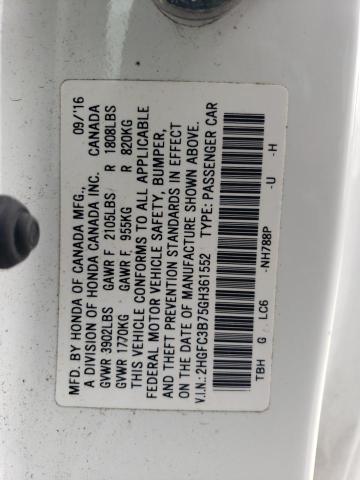 MFD. BY HONDA OF CANADA MFG., 09/'16
A DIVISION OF HONDA CANADA INC. CANADA
GVWR 3902LBS GAWR F 2105LBS R 1808LBS
GVWR 1770KG GAWR F. 955KG R 820KG
THIS VEHICLE CONFORMS TO ALL APPLICABLE
FEDERAL MOTOR VEHICLE SAFETY, BUMPER,
AND THEFT PREVENTION STANDARDS IN EFFECT
ON THE DATE OF MANUFACTURE SHOWN ABOVE.
V.I.N.: 2HGFC3B75GH361552 TYPE: PASSENGER CAR
TBH G LC6 -NH788P -U -H